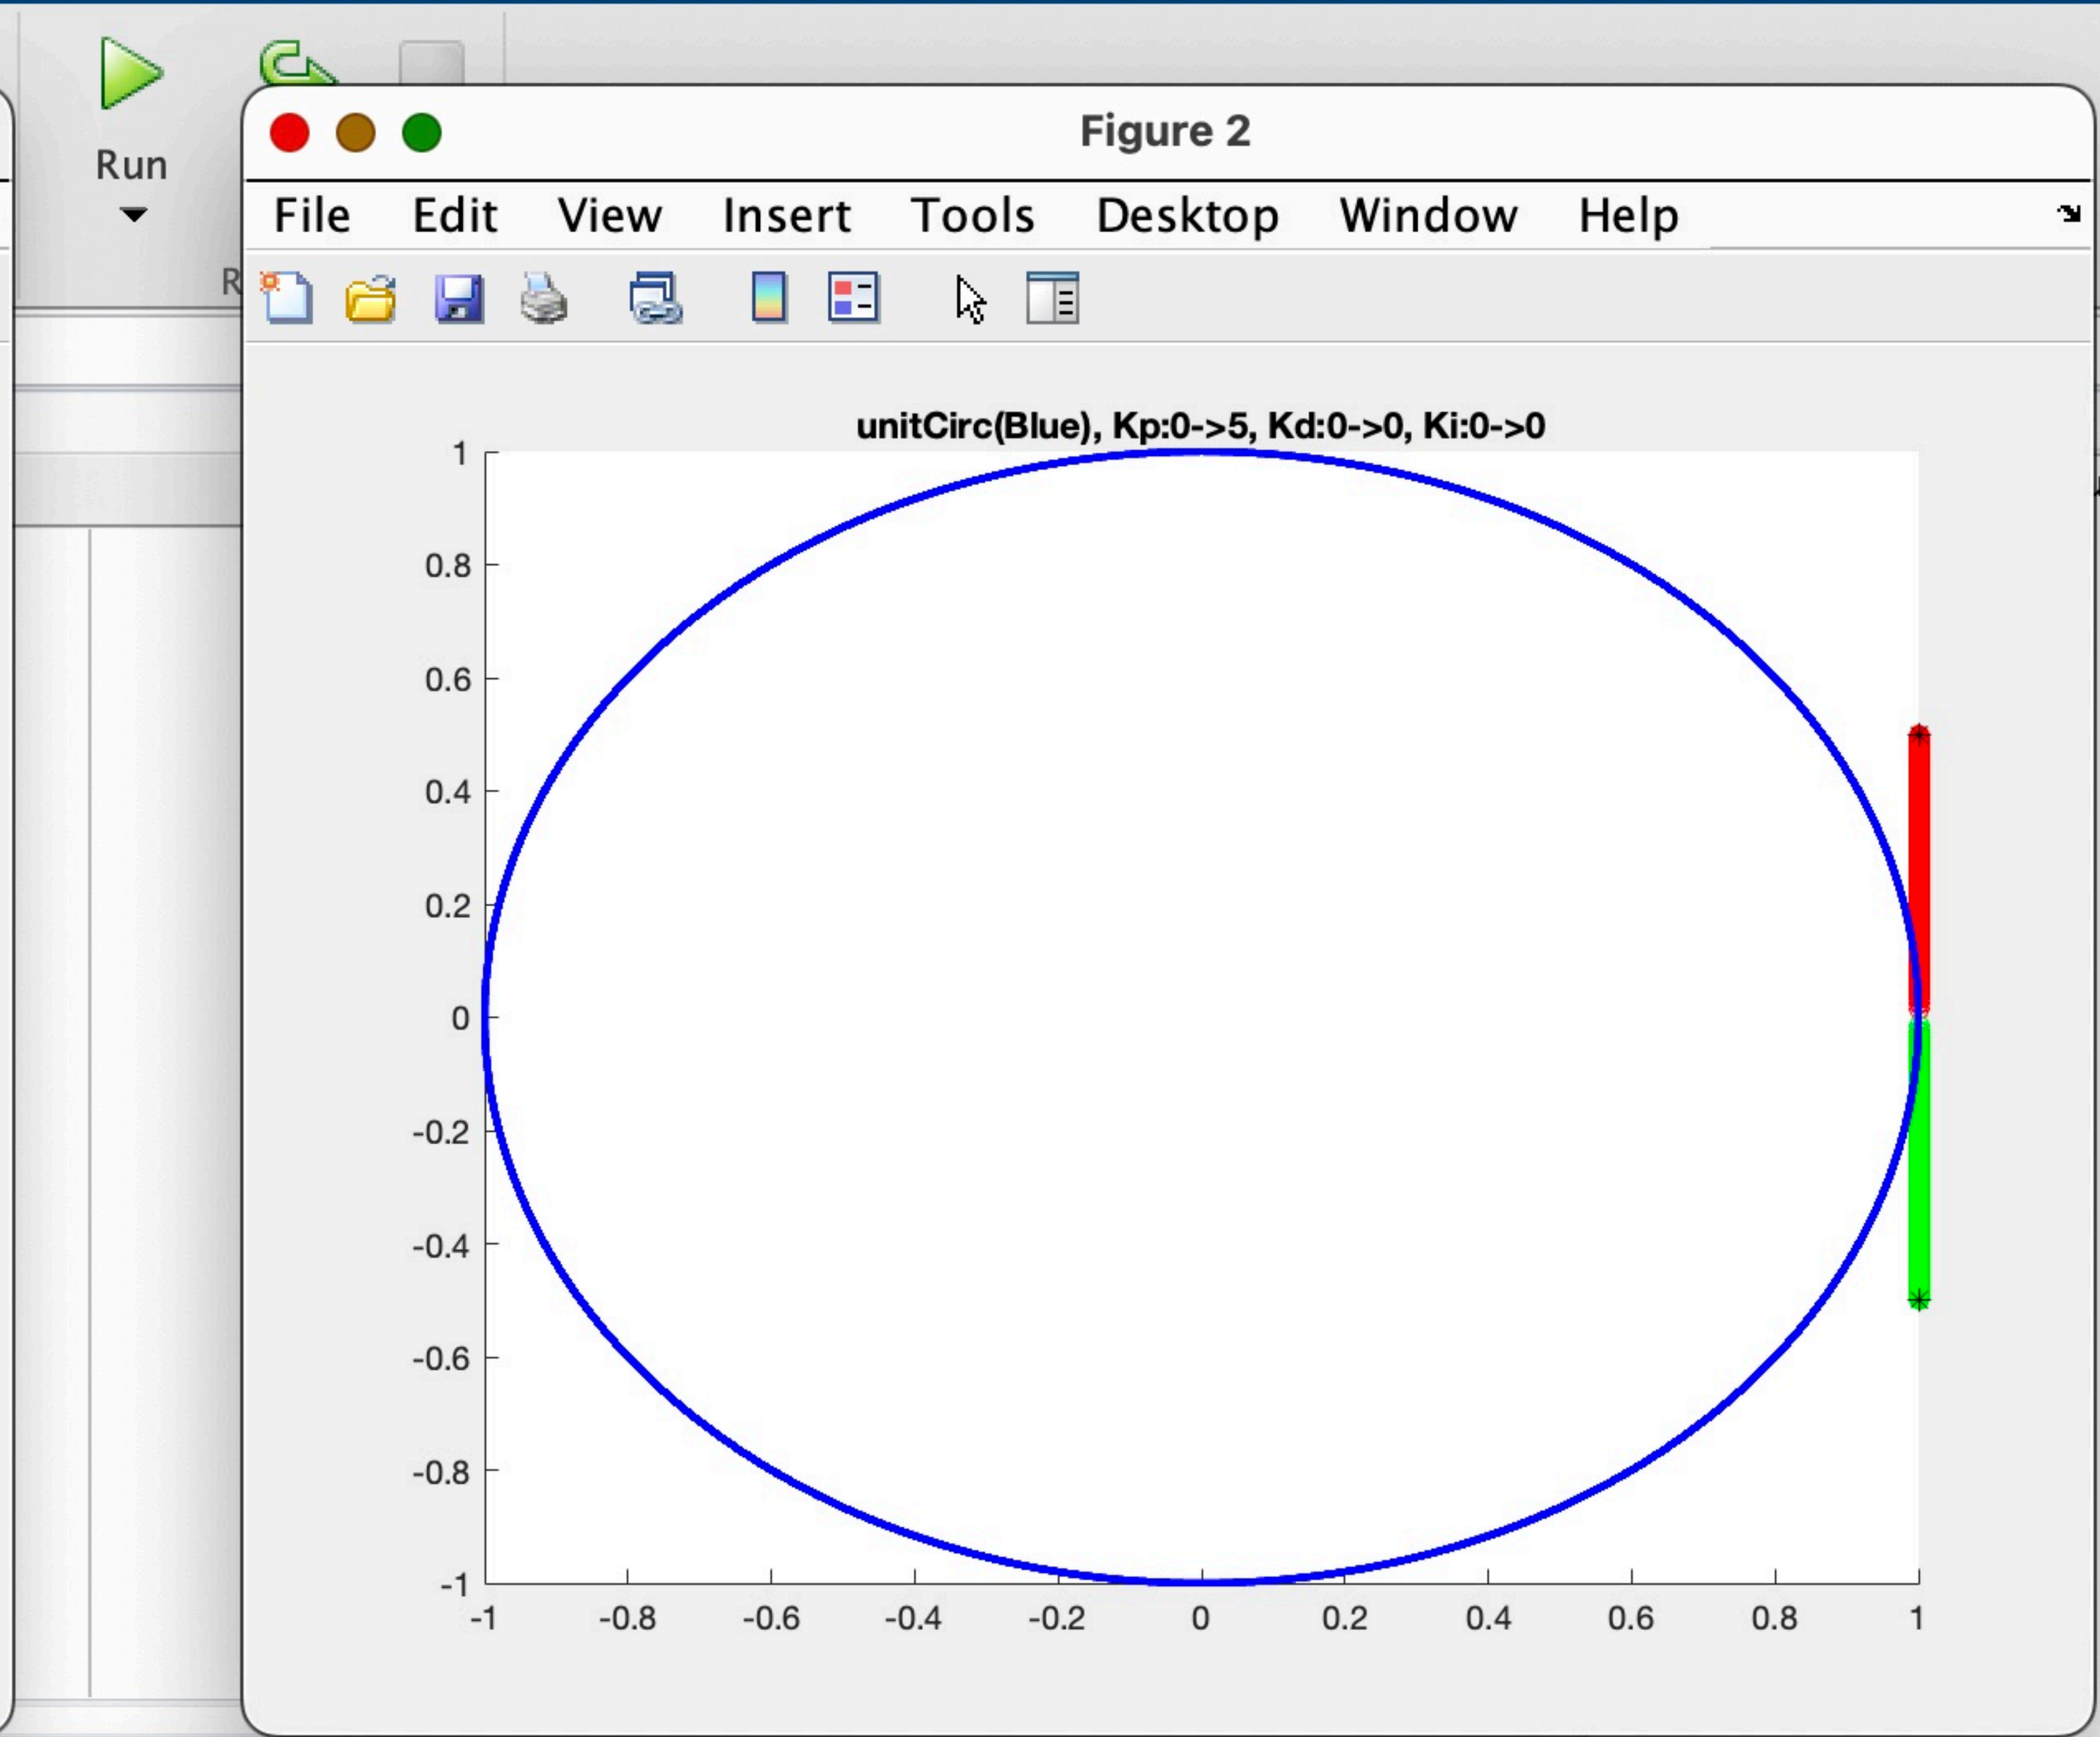 Run
R
Figure 2
File Edit View Insert Tools Desktop Window Help
unitCirc(Blue), Kp:0->5, Kd:0->0, Ki:0->0
1
0.8
0.6
0.4
0.2
0
-0.2
-0.4
-0.6
-0.8
-1
-1 -0.8 -0.6 -0.4 -0.2 0 0.2 0.4 0.6 0.8 1